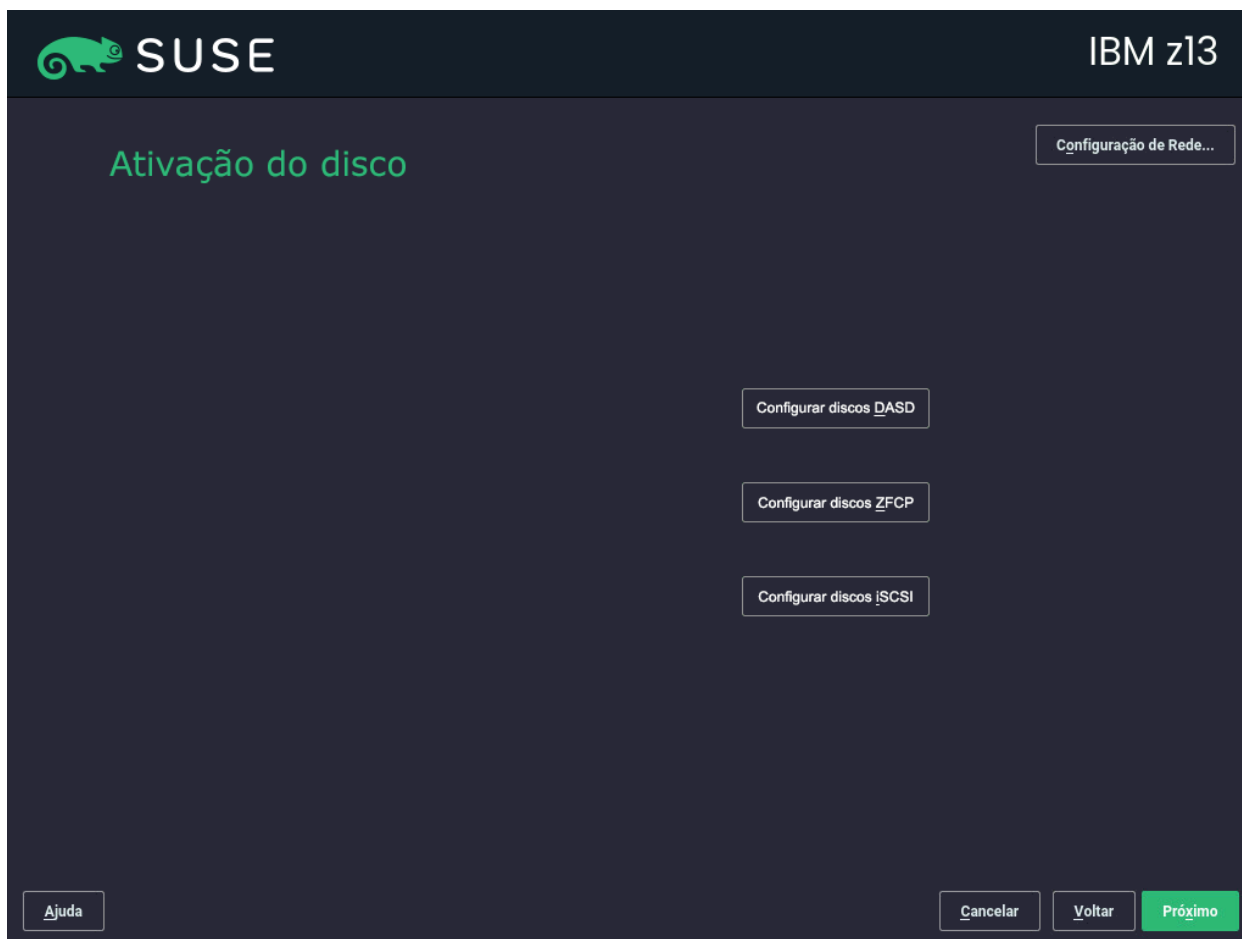 SUSE
IBM z13
Ativação do disco
Configuração de Rede...
Configurar discos DASD
Configurar discos ZFCP
Configurar discos iSCSI
Ajuda
Cancelar
Voltar
Próximo